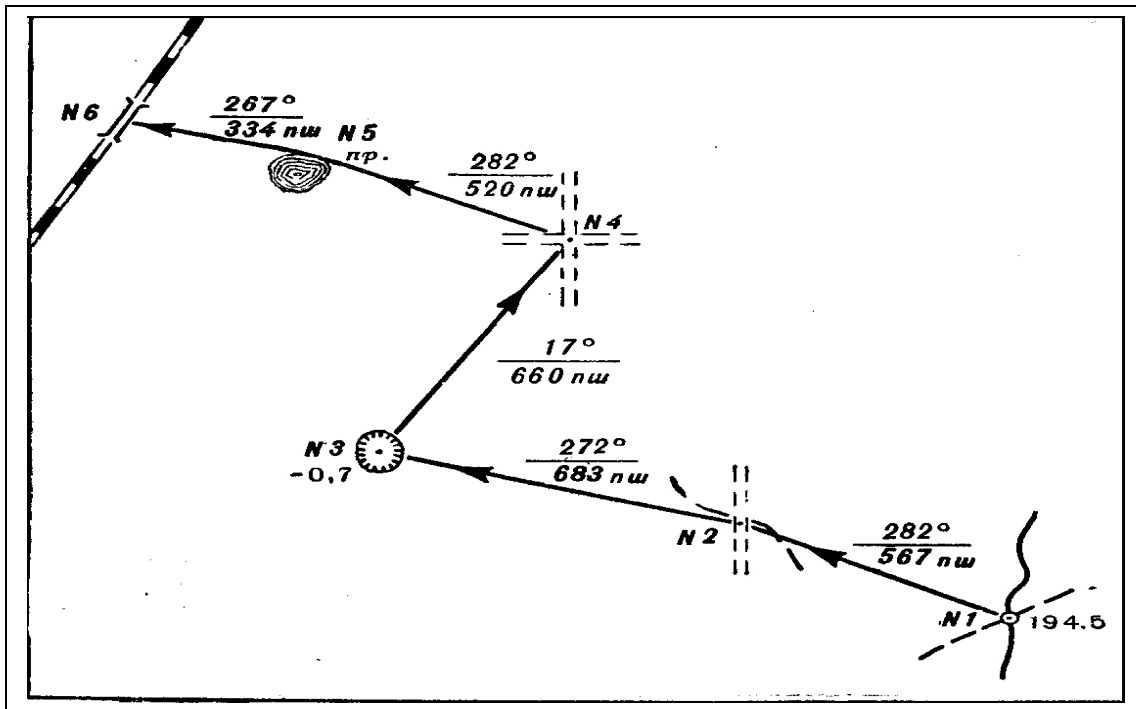 N6
267°
334 пш
N5
пр.
282°
520 пш
N4
17°
660 пш
N3
-0,7
272°
683 пш
N2
282°
567 пш
N1
194.5